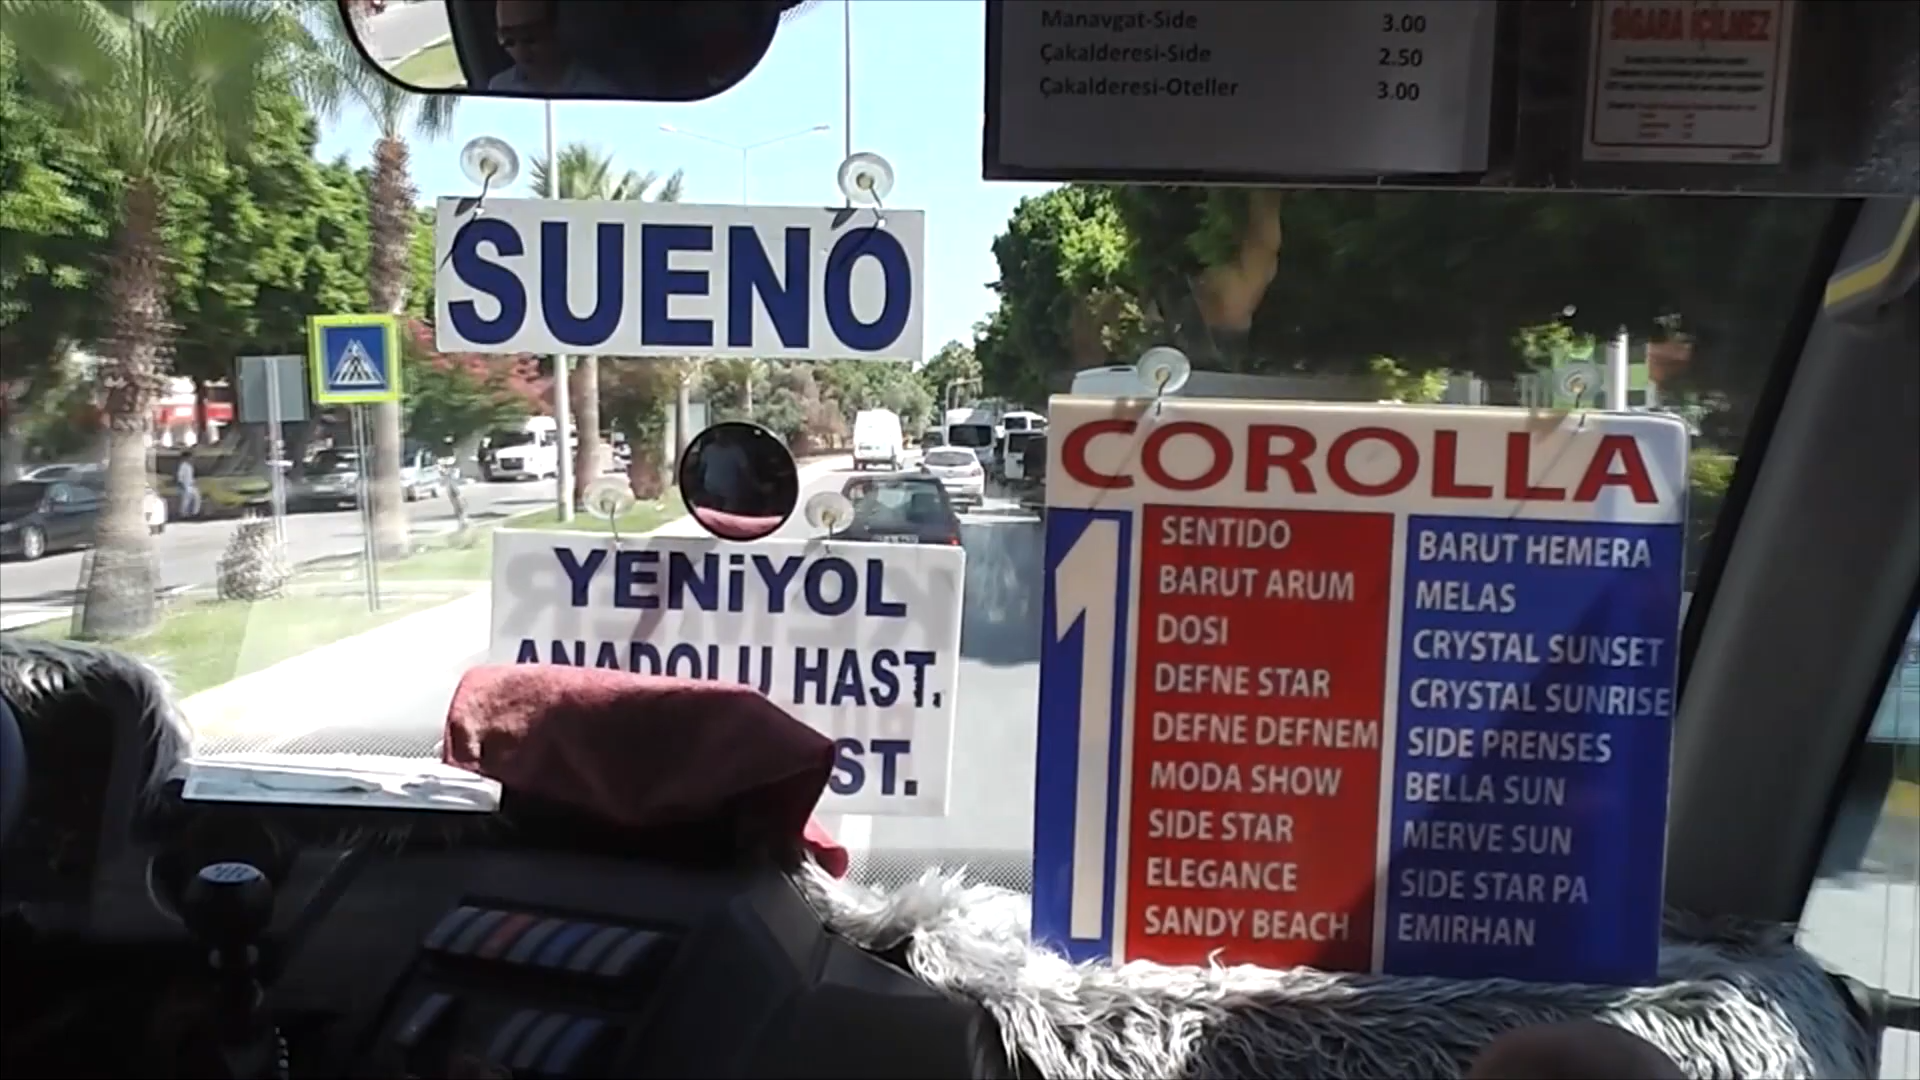 Manavgat-Side 3.00
Çakalderesi-Side 2.50
Çakalderesi-Oteller 3.00
SİGARA İÇİLMEZ
SUENO
YENİYOL
ANADOLU HAST.
ST.
COROLLA
1
SENTIDO
BARUT ARUM
DOSI
DEFNE STAR
DEFNE DEFNEM
MODA SHOW
SIDE STAR
ELEGANCE
SANDY BEACH
BARUT HEMERA
MELAS
CRYSTAL SUNSET
CRYSTAL SUNRISE
SIDE PRENSES
BELLA SUN
MERVE SUN
SIDE STAR PA
EMIRHAN